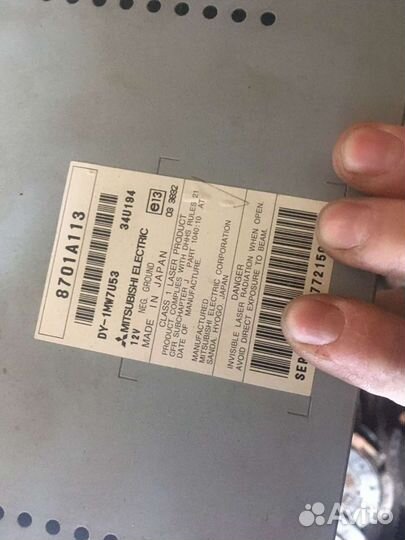 8701A113
DY-1MW7U53 34U194
MITSUBISHI ELECTRIC
12V NEG. GROUND
MADE IN JAPAN
e13
03 3632
CLASS 1 LASER PRODUCT
PRODUCT COMPLIES WITH DHHS RULES 21
CFR SUBCHAPTER J PART 1040:10 AT
DATE OF MANUFACTURE.
MANUFACTURED
MITSUBISHI ELECTRIC CORPORATION
SANDA, HYOGO, JAPAN
DANGER
INVISIBLE LASER RADIATION WHEN OPEN.
AVOID DIRECT EXPOSURE TO BEAM.
SEP
Avito